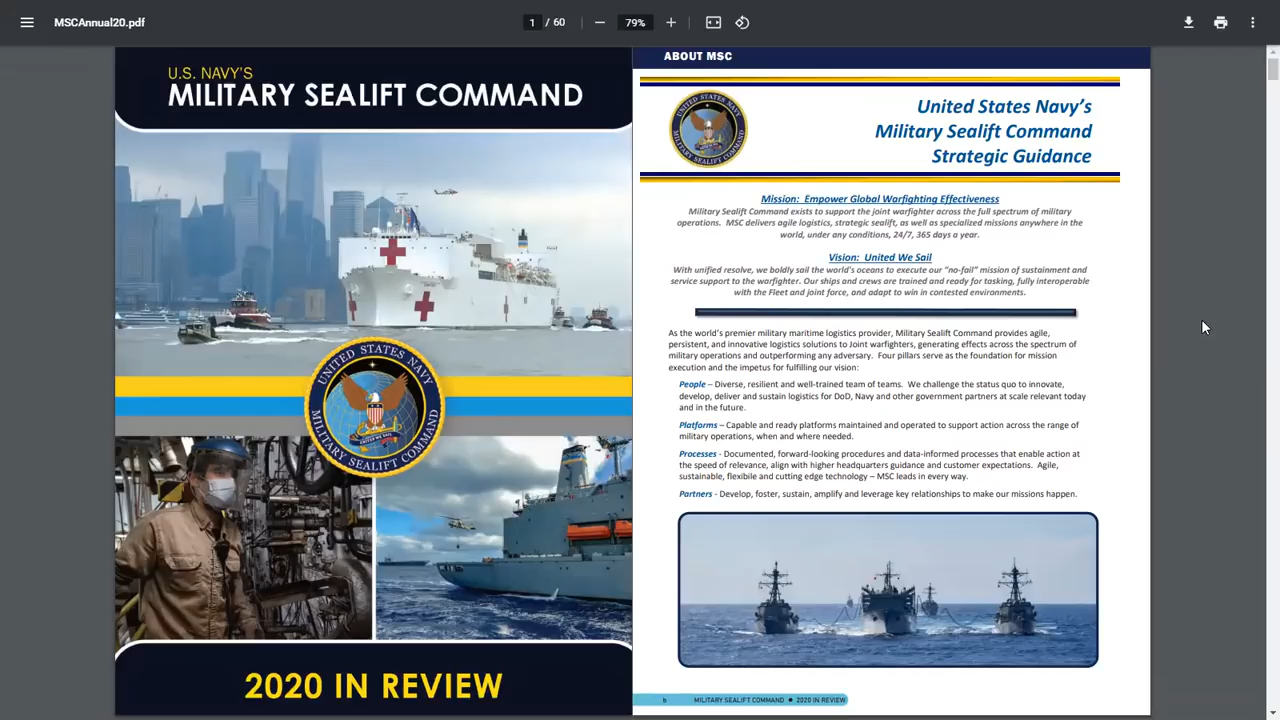 MSCAnnual20.pdf
1 / 60
79%
U.S. NAVY'S
MILITARY SEALIFT COMMAND
UNITED STATES NAVY
MILITARY SEALIFT COMMAND
UNITED WE SAIL
2020 IN REVIEW
ABOUT MSC
UNITED STATES NAVY
MILITARY SEALIFT COMMAND
United States Navy's
Military Sealift Command
Strategic Guidance
Mission: Empower Global Warfighting Effectiveness
Military Sealift Command exists to support the joint warfighter across the full spectrum of military
operations. MSC delivers agile logistics, strategic sealift, as well as specialized missions anywhere in the
world, under any conditions, 24/7, 365 days a year.
Vision: United We Sail
With unified resolve, we boldly sail the world's oceans to execute our "no-fail" mission of sustainment and
service support to the warfighter. Our ships and crews are trained and ready for tasking, fully interoperable
with the Fleet and joint force, and adapt to win in contested environments.
As the world's premier military maritime logistics provider, Military Sealift Command provides agile,
persistent, and innovative logistics solutions to Joint warfighters, generating effects across the spectrum of
military operations and outperforming any adversary. Four pillars serve as the foundation for mission
execution and the impetus for fulfilling our vision:
People – Diverse, resilient and well-trained team of teams. We challenge the status quo to innovate,
develop, deliver and sustain logistics for DoD, Navy and other government partners at scale relevant today
and in the future.
Platforms – Capable and ready platforms maintained and operated to support action across the range of
military operations, when and where needed.
Processes - Documented, forward-looking procedures and data-informed processes that enable action at
the speed of relevance, align with higher headquarters guidance and customer expectations. Agile,
sustainable, flexibile and cutting edge technology – MSC leads in every way.
Partners - Develop, foster, sustain, amplify and leverage key relationships to make our missions happen.
b MILITARY SEALIFT COMMAND ● 2020 IN REVIEW